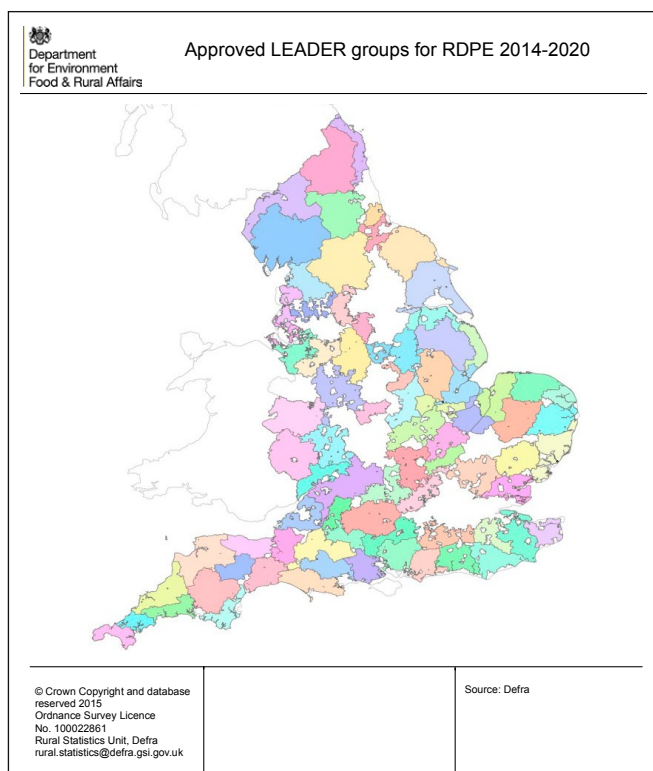 Department
for Environment
Food & Rural Affairs
Approved LEADER groups for RDPE 2014-2020
© Crown Copyright and database
reserved 2015
Ordnance Survey Licence
No. 100022861
Rural Statistics Unit, Defra
rural.statistics@defra.gsi.gov.uk
Source: Defra